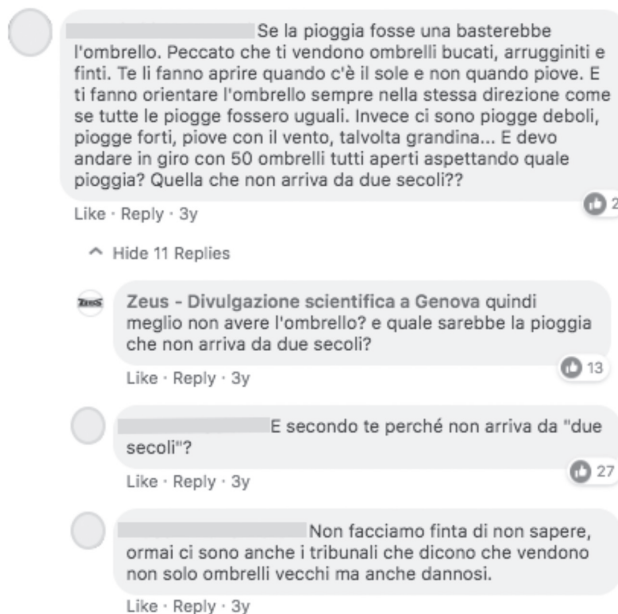 Se la pioggia fosse una basterebbe
l'ombrello. Peccato che ti vendono ombrelli bucati, arrugginiti e
finti. Te li fanno aprire quando c'è il sole e non quando piove. E
ti fanno orientare l'ombrello sempre nella stessa direzione come
se tutte le piogge fossero uguali. Invece ci sono piogge deboli,
piogge forti, piove con il vento, talvolta grandina... E devo
andare in giro con 50 ombrelli tutti aperti aspettando quale
pioggia? Quella che non arriva da due secoli??
2
Like · Reply · 3y
Hide 11 Replies
ZEUS
Zeus - Divulgazione scientifica a Genova quindi
meglio non avere l'ombrello? e quale sarebbe la pioggia
che non arriva da due secoli?
13
Like · Reply · 3y
E secondo te perché non arriva da "due
secoli"?
27
Like · Reply · 3y
Non facciamo finta di non sapere,
ormai ci sono anche i tribunali che dicono che vendono
non solo ombrelli vecchi ma anche dannosi.
Like · Reply · 3y